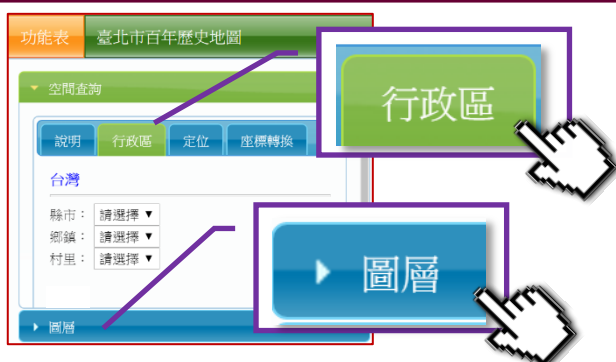 功能表 臺北市百年歷史地圖
空間查詢
說明 行政區 定位 座標轉換
台灣
縣市： 請選擇 ▼
鄉鎮： 請選擇 ▼
村里： 請選擇 ▼
圖層
行政區
圖層